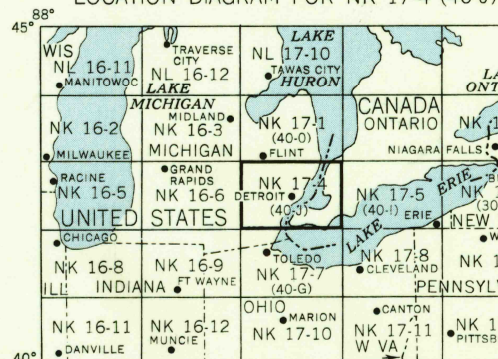 LOCATION DIAGRAM FOR NK 17-4 (40-J)
88°
45°
WIS
NL 16-11
MANITOWOC
TRAVERSE
CITY
NL 16-12
LAKE
MICHIGAN
NL
17-10
TAWAS CITY
LAKE
HURON
CANADA
ONTARIO
NK 16-2
MILWAUKEE
MIDLAND
NK 16-3
MICHIGAN
NK 17-1
(40-O)
FLINT
NIAGARA FALLS
RACINE
NK 16-5
GRAND
RAPIDS
NK 16-6
NK 17-4
DETROIT
(40-J)
NK 17-5
(40-I)
LAKE
ERIE
ERIE
NEW
UNITED STATES
CHICAGO
NK 16-8
ILL
INDIANA
NK 16-9
FT WAYNE
TOLEDO
NK 17-7
(40-G)
NK 17-8
CLEVELAND
OHIO
NK 16-11
DANVILLE
NK 16-12
MUNCIE
MARION
NK 17-10
CANTON
NK 17-11
W VA
40°